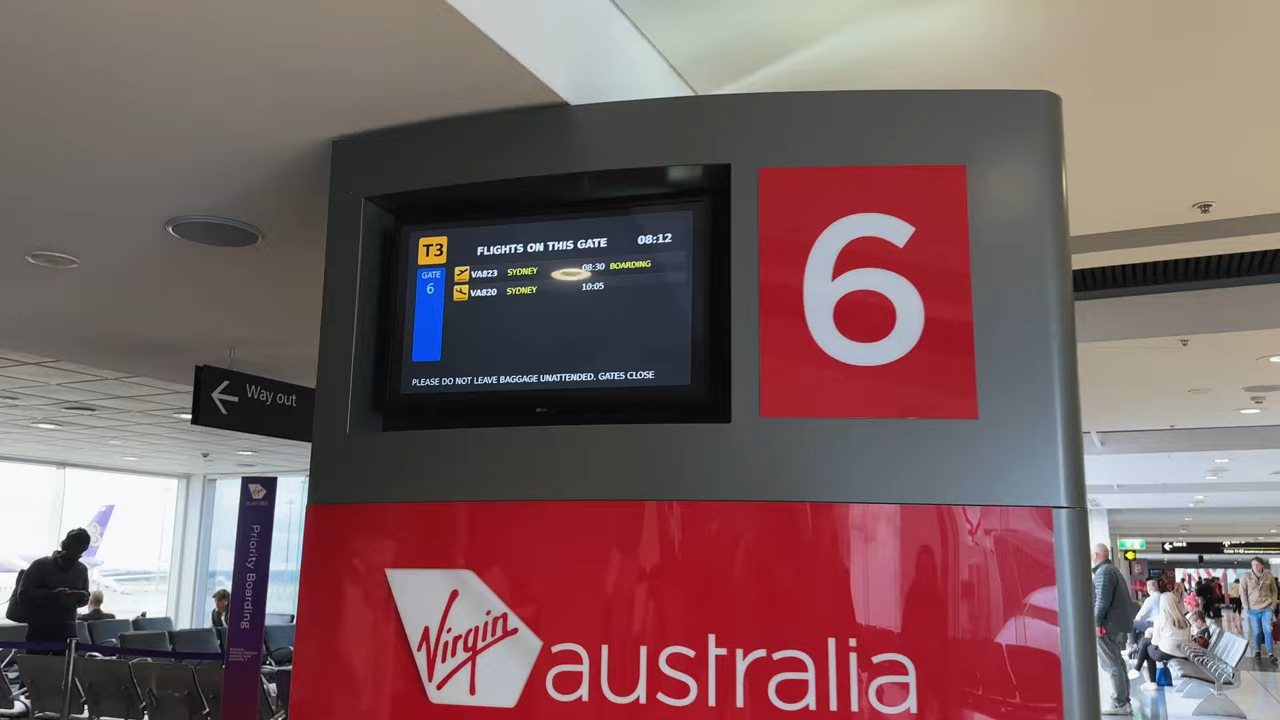 T3 FLIGHTS ON THIS GATE 08:12
GATE
6
VA823 SYDNEY 08:30 BOARDING
VA820 SYDNEY 10:05
PLEASE DO NOT LEAVE BAGGAGE UNATTENDED. GATES CLOSE
6
Way out
Priority Boarding
Virgin australia